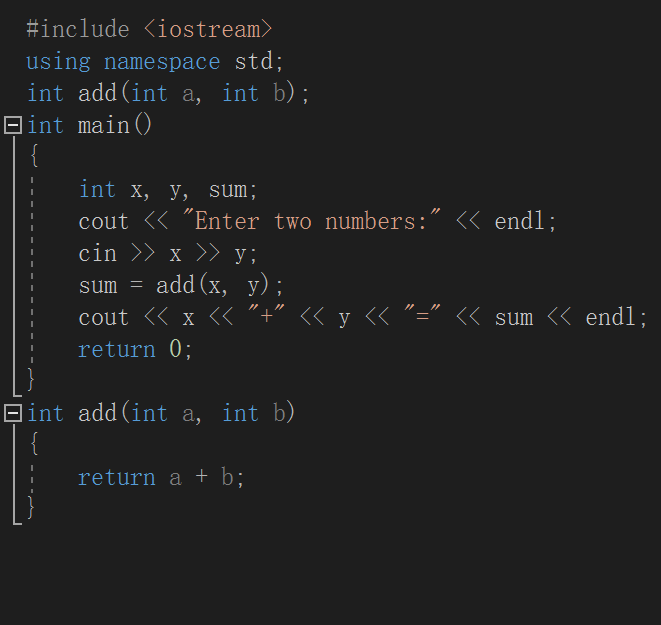 #include <iostream>
using namespace std;
int add(int a, int b);
int main()
{
int x, y, sum;
cout << "Enter two numbers:" << endl;
cin >> x >> y;
sum = add(x, y);
cout << x << "+" << y << "=" << sum << endl;
return 0;
}
int add(int a, int b)
{
return a + b;
}